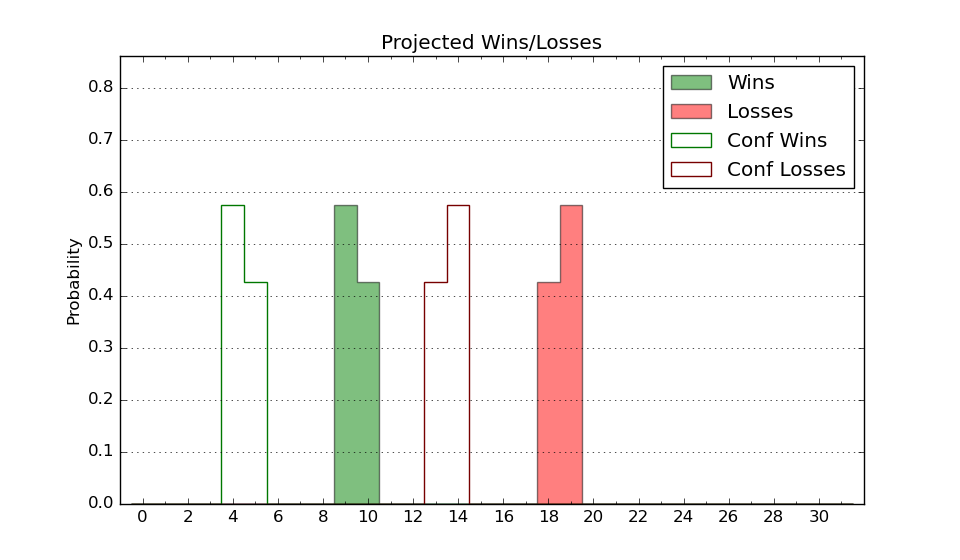 Projected Wins/Losses
Wins
Losses
Conf Wins
Conf Losses
Probability
0.8
0.7
0.6
0.5
0.4
0.3
0.2
0.1
0.0
0 2 4 6 8 10 12 14 16 18 20 22 24 26 28 30